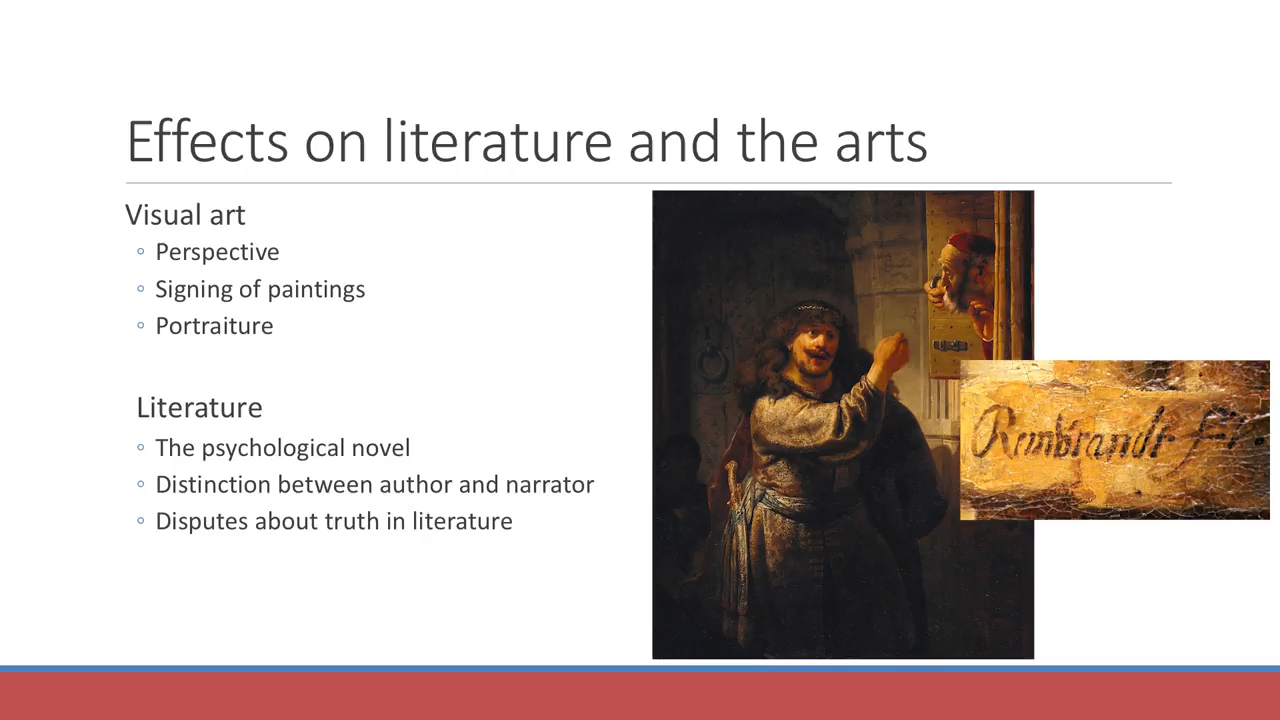 Effects on literature and the arts
Visual art
◦ Perspective
◦ Signing of paintings
◦ Portraiture
Literature
◦ The psychological novel
◦ Distinction between author and narrator
◦ Disputes about truth in literature
Rembrandt ft.